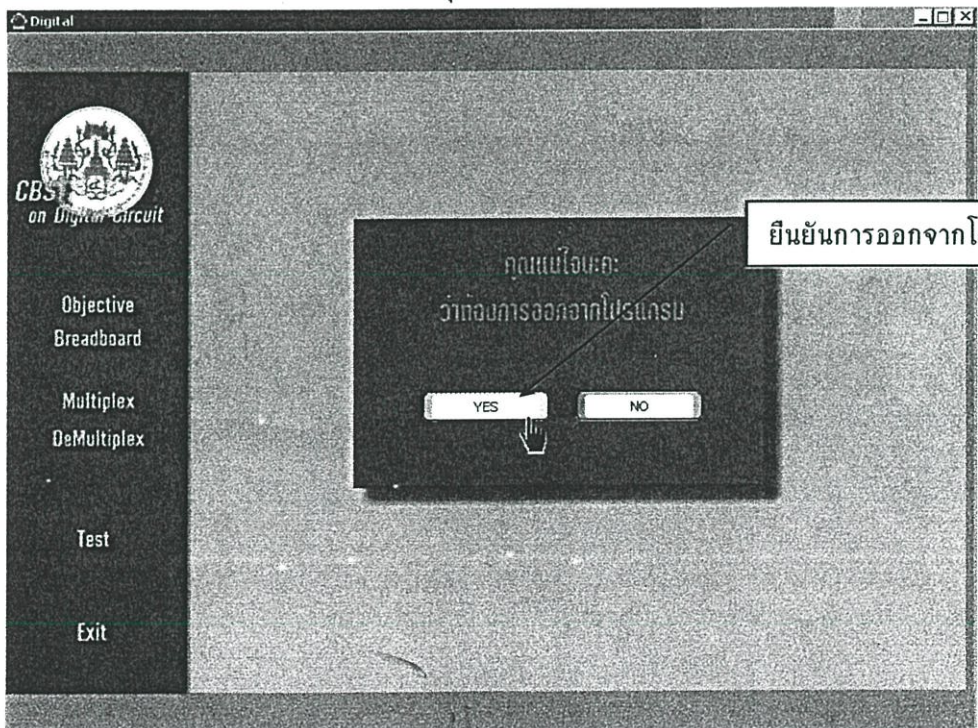 Digital
CBST
on Digital Circuit
Objective
Breadboard
Multiplex
DeMultiplex
Test
Exit
คุณแน่ใจนะคะ
ว่าต้องการออกจากโปรแกรม
YES
NO
ยืนยันการออกจากโ